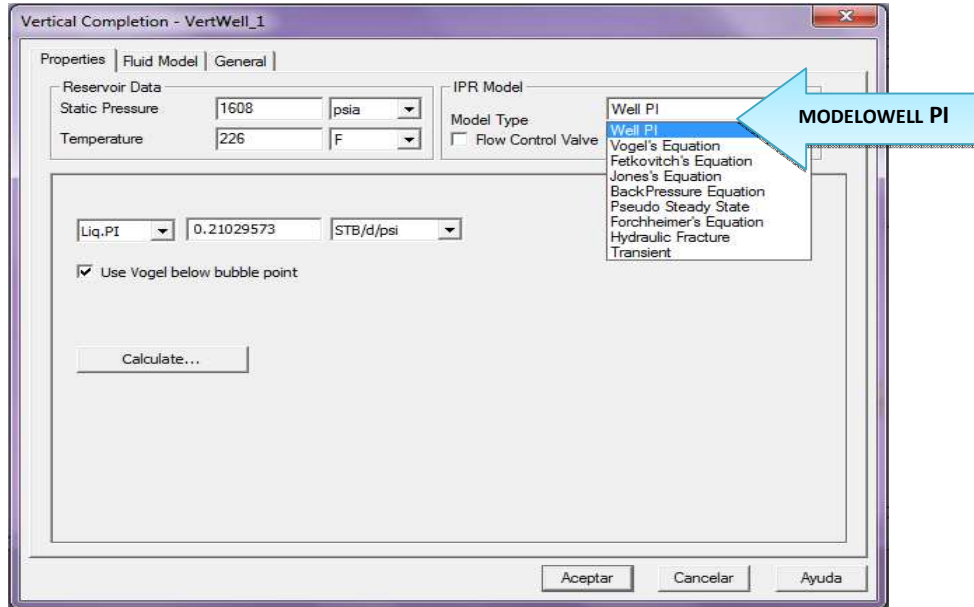 Vertical Completion - VertWell_1
Properties Fluid Model General
Reservoir Data
Static Pressure 1608 psia
Temperature 226 F
IPR Model
Model Type Well PI
Flow Control Valve
Well PI
Vogel's Equation
Fetkovitch's Equation
Jones's Equation
BackPressure Equation
Pseudo Steady State
Forchheimer's Equation
Hydraulic Fracture
Transient
MODELOWELL PI
Liq.PI 0.21029573 STB/d/psi
Use Vogel below bubble point
Calculate...
Aceptar Cancelar Ayuda